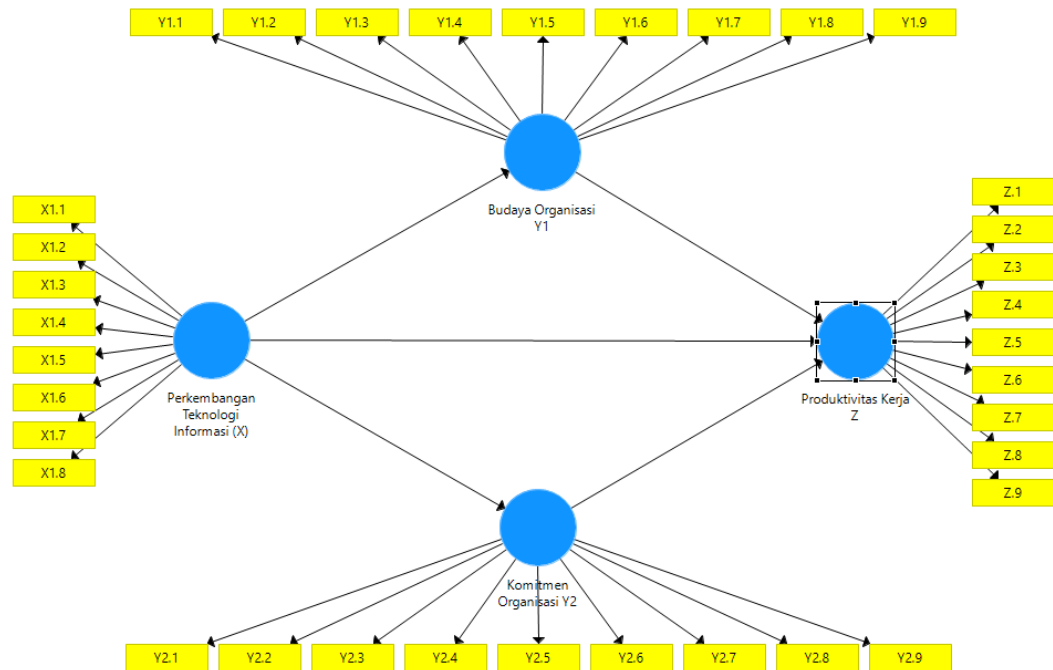 Y1.1 Y1.2 Y1.3 Y1.4 Y1.5 Y1.6 Y1.7 Y1.8 Y1.9
Budaya Organisasi
Y1
X1.1
X1.2
X1.3
X1.4
X1.5
X1.6
X1.7
X1.8
Perkembangan
Teknologi
Informasi (X)
Z.1
Z.2
Z.3
Z.4
Z.5
Z.6
Z.7
Z.8
Z.9
Produktivitas Kerja
Z
Komitmen
Organisasi Y2
Y2.1 Y2.2 Y2.3 Y2.4 Y2.5 Y2.6 Y2.7 Y2.8 Y2.9